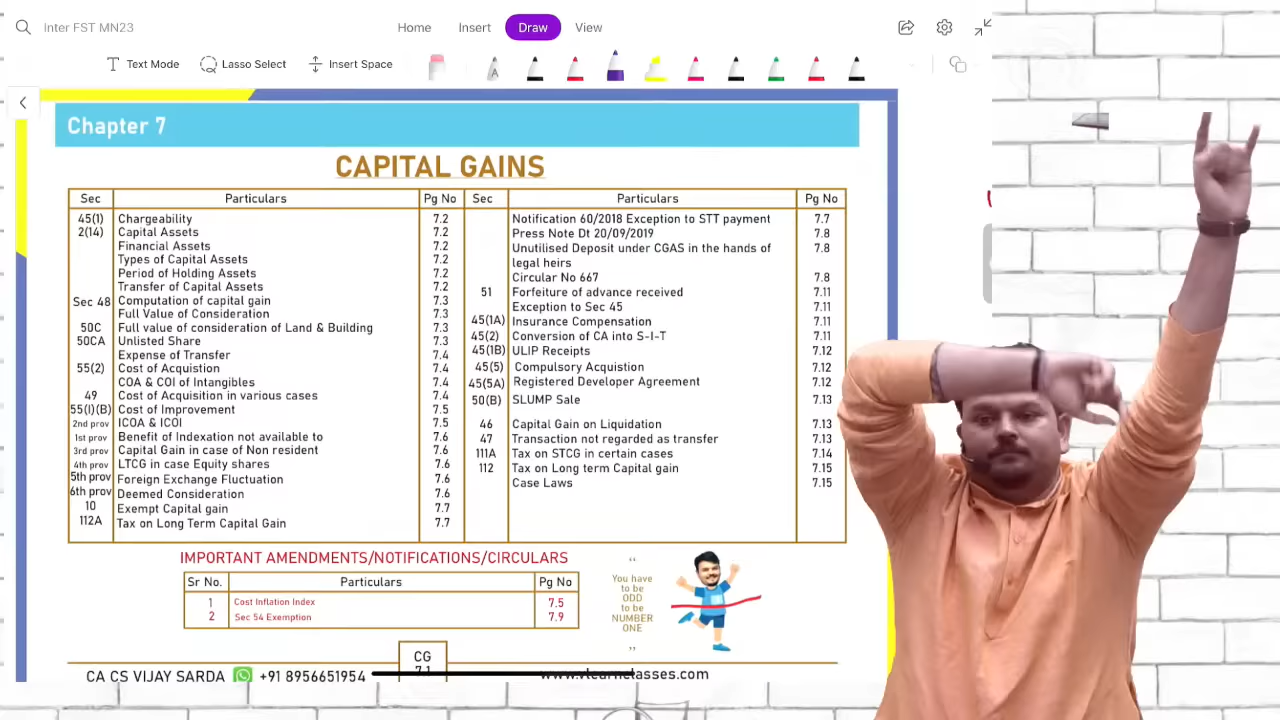 Inter FST MN23
Home Insert Draw View
Text Mode Lasso Select Insert Space
Chapter 7
CAPITAL GAINS
Sec Particulars Pg No Sec Particulars Pg No
45(1) Chargeability 7.2
2(14) Capital Assets 7.2
Financial Assets 7.2
Types of Capital Assets 7.2
Period of Holding Assets 7.2
Transfer of Capital Assets 7.2
Sec 48 Computation of capital gain 7.3
Full Value of Consideration 7.3
50C Full value of consideration of Land & Building 7.3
50CA Unlisted Share 7.3
Expense of Transfer 7.4
55(2) Cost of Acquction 7.4
COA & COI of Intangibles 7.4
49 Cost of Acquisition in various cases 7.4
55(I)(B) Cost of Improvement 7.5
2nd prov ICOA & ICOI 7.5
1st prov Benefit of Indexation not available to 7.6
3rd prov Capital Gain in case of Non resident 7.6
4th prov LTCG in case Equity shares 7.6
5th prov Foreign Exchange Fluctuation 7.6
6th prov Deemed Consideration 7.6
10 Exempt Capital gain 7.7
112A Tax on Long Term Capital Gain 7.7
Notification 60/2018 Exception to STT payment 7.7
Press Note Dt 20/09/2019 7.8
Unutilised Deposit under CGAS in the hands of 7.8
legal heirs
Circular No 667 7.8
51 Forfeiture of advance received 7.11
Exception to Sec 45 7.11
45(1A) Insurance Compensation 7.11
45(2) Conversion of CA into S-I-T 7.11
45(1B) ULIP Receipts 7.12
45(5) Compulsory Acquistion 7.12
45(5A) Registered Developer Agreement 7.12
50(B) SLUMP Sale 7.13
46 Capital Gain on Liquidation 7.13
47 Transaction not regarded as transfer 7.13
111A Tax on STCG in certain cases 7.14
112 Tax on Long term Capital gain 7.15
Case Laws 7.15
IMPORTANT AMENDMENTS/NOTIFICATIONS/CIRCULARS
Sr No. Particulars Pg No
1 Cost Inflation Index 7.5
2 Sec 54 Exemption 7.9
“
You have
to be
ODD
to be
NUMBER
ONE
”
CG
7.1
CA CS VIJAY SARDA +91 8956651954 www.vlearnclasses.com